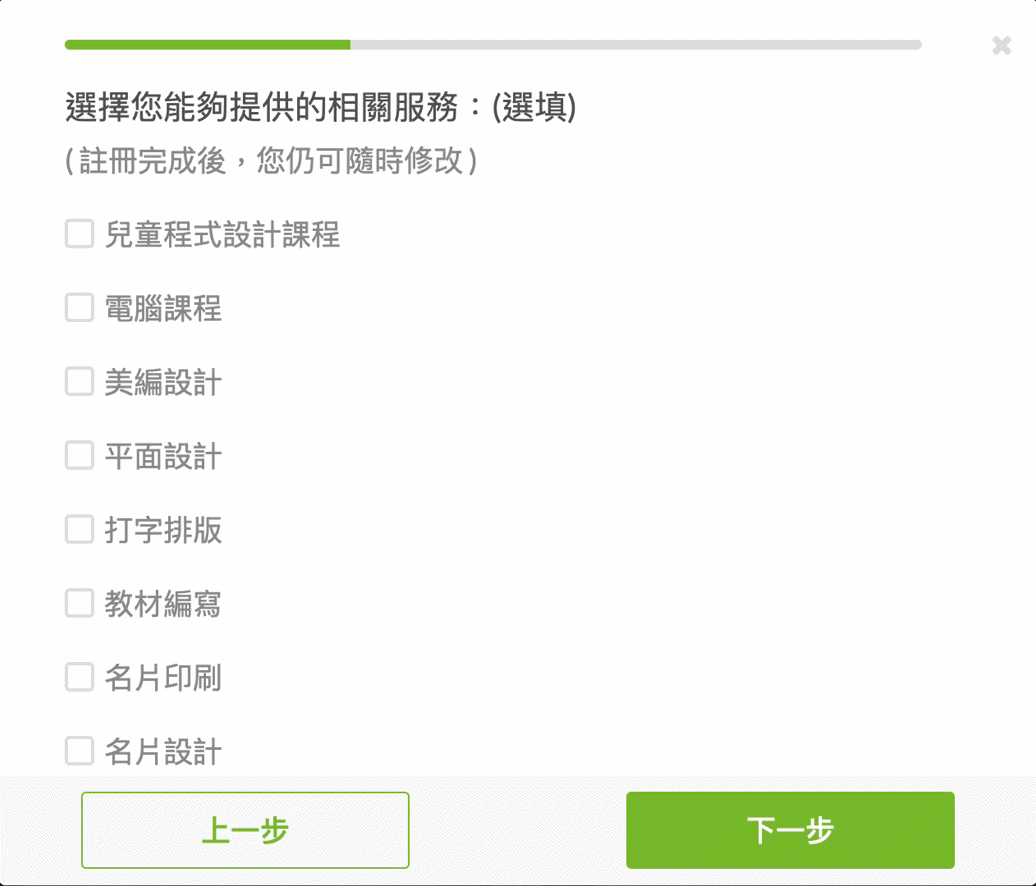 選擇您能夠提供的相關服務：(選填)
(註冊完成後，您仍可隨時修改)
兒童程式設計課程
電腦課程
美編設計
平面設計
打字排版
教材編寫
名片印刷
名片設計
上一步
下一步